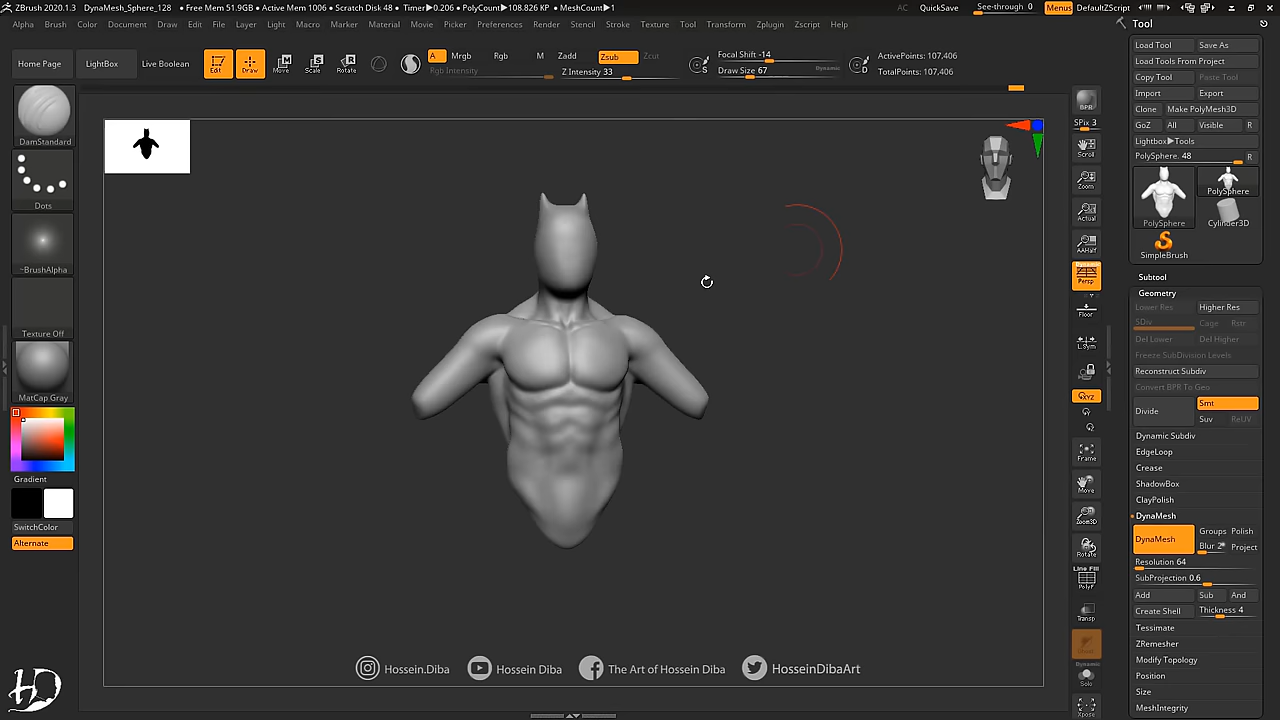 ZBrush 2020.1.3 DynaMesh_Sphere_128 • Free Mem 51.9GB • Active Mem 1006 • Scratch Disk 48 • Timer▶0.206 • PolyCount▶108.826 KP • MeshCount▶1 AC QuickSave See-through 0 Menus DefaultZScript
Alpha Brush Color Document Draw Edit File Layer Light Macro Marker Movie Picker Preferences Render Stencil Stroke Texture Tool Transform Zplugin Zscript Help
Home Page LightBox Live Boolean Edit Draw Move Scale Rotate
A Mrgb Rgb M Zadd Zsub Zcut
Rgb Intensity Z Intensity 33
S Focal Shift -14
Draw Size 67 Dynamic
D ActivePoints: 107,406
TotalPoints: 107,406
DamStandard
Dots
~BrushAlpha
Texture Off
MatCap Gray
Gradient
SwitchColor
Alternate
HD
Hossein.Diba Hossein Diba The Art of Hossein Diba HosseinDibaArt
BPR
SPix 3
Scroll
Zoom
Actual
AAHalf
Dynamic
Persp
Floor
L.Sym
XYZ
Frame
Move
Zoom3D
Rotate
Line Fill
PolyF
Transp
Dynamic
Solo
Xpose
Tool
Load Tool Save As
Load Tools From Project
Copy Tool Paste Tool
Import Export
Clone Make PolyMesh3D
GoZ All Visible R
Lightbox▶Tools
PolySphere. 48 R
PolySphere PolySphere
Cylinder3D
SimpleBrush
Subtool
Geometry
Lower Res Higher Res
SDiv Cage Rstr
Del Lower Del Higher
Freeze SubDivision Levels
Reconstruct Subdiv
Convert BPR To Geo
Divide Smt
Suv ReUV
Dynamic Subdiv
EdgeLoop
Crease
ShadowBox
ClayPolish
DynaMesh
DynaMesh Groups Polish
Blur 2 Project
Resolution 64
SubProjection 0.6
Add Sub And
Create Shell Thickness 4
Tessimate
ZRemesher
Modify Topology
Position
Size
MeshIntegrity